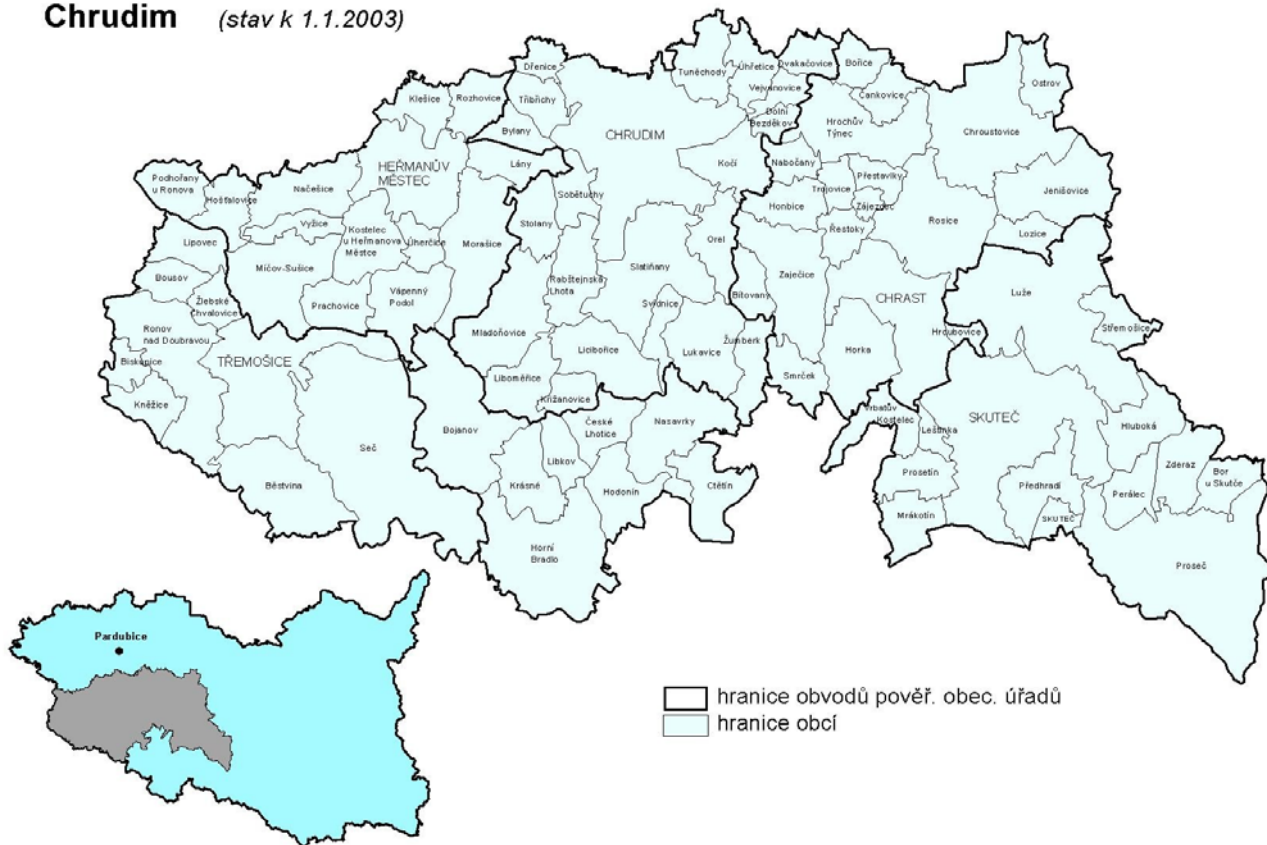 Chrudim (stav k 1.1.2003)
Dřenice
Tuněchody
Úhřetice
Dvakačovice
Bořice
Ostrov
Klešice
Rozhovice
Třibřichy
Vejvanovice
Čankovice
Bylany
CHRUDIM
Dolní
Bezděkov
Hrochův
Týnec
Chroustovice
Podhořany
u Ronova
Hošťalovice
Načešice
HEŘMANŮV
MĚSTEC
Lány
Kočí
Nabočany
Přestavlky
Jenišovice
Sobětuchy
Trojovice
Zájezdec
Vyžice
Kostelec
u Heřmanova
Městce
Úherčice
Morašice
Stolany
Orel
Honbice
Řestoky
Rosice
Lozice
Lipovec
Míčov-Sušice
Slatiňany
Zaječice
Bousov
Žlebské
Chvalovice
Prachovice
Vápenný
Podol
Rabštejnská
Lhota
Svídnice
Bítovany
CHRAST
Luže
Ronov
nad Doubravou
TŘEMOŠICE
Mladoňovice
Licibořice
Lukavice
Žumberk
Horka
Hroubovice
Střemošice
Biskupice
Kněžice
Liboměřice
Křižanovice
Smrček
Seč
Bojanov
České
Lhotice
Nasavrky
Vrbatův
Kostelec
Leštinka
SKUTEČ
Hluboká
Libkov
Běstvina
Krásné
Hodonín
Ctětín
Prosetín
Předhradí
Perálec
Zderaz
Bor
u Skutče
Mrákotín
SKUTEČ
Horní
Bradlo
Proseč
Pardubice
hranice obvodů pověř. obec. úřadů
hranice obcí